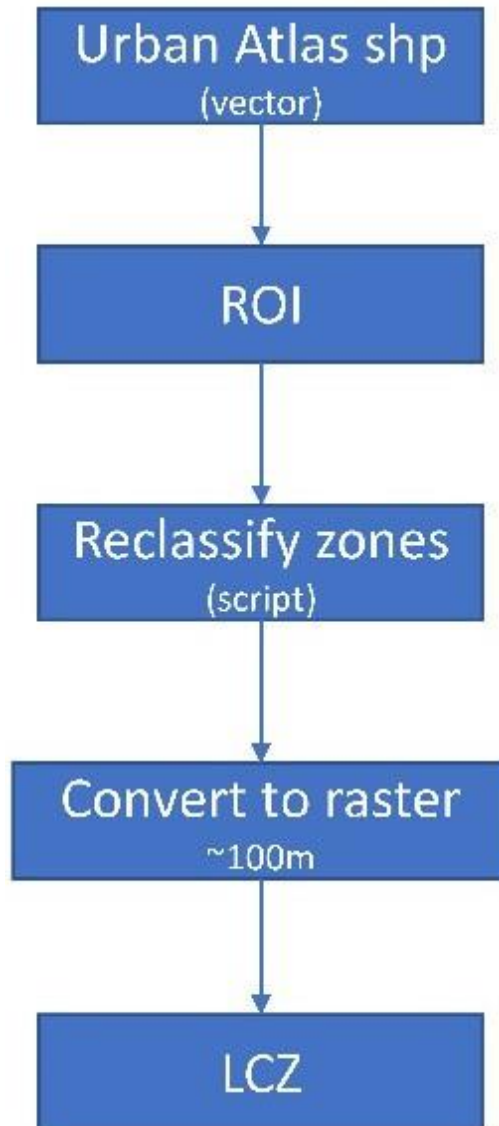 Urban Atlas shp
(vector)
ROI
Reclassify zones
(script)
Convert to raster
~100m
LCZ